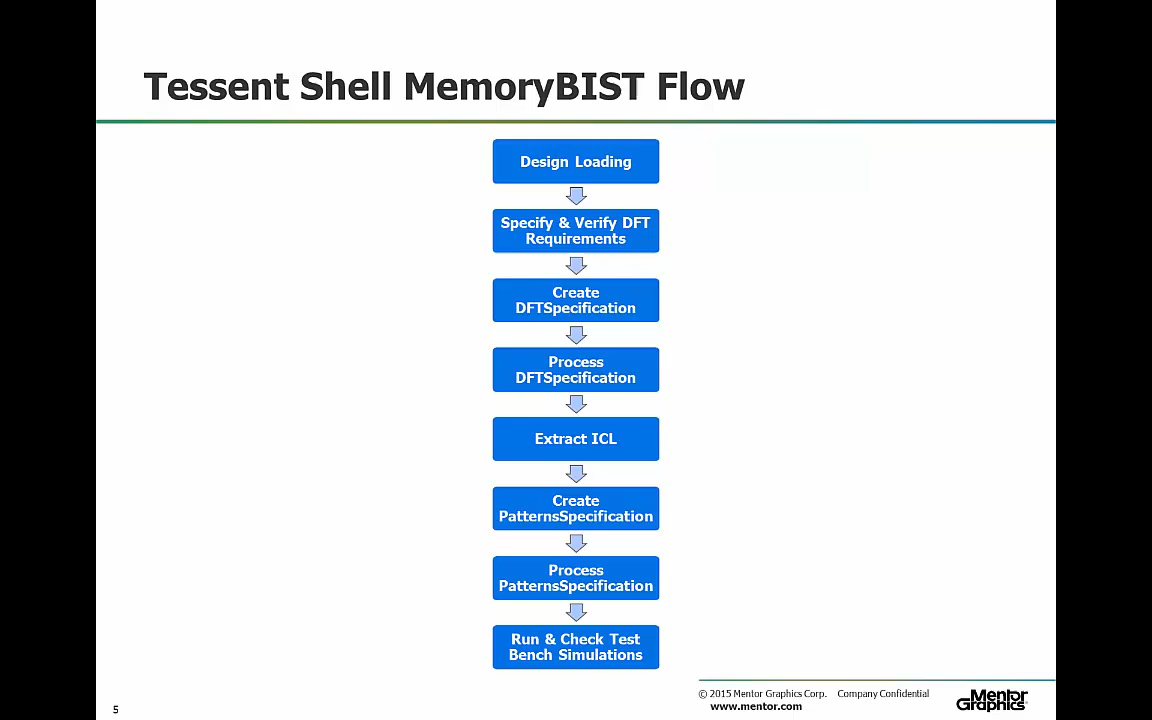 Tessent Shell MemoryBIST Flow
Design Loading
Specify & Verify DFT
Requirements
Create
DFTSpecification
Process
DFTSpecification
Extract ICL
Create
PatternsSpecification
Process
PatternsSpecification
Run & Check Test
Bench Simulations
5
© 2015 Mentor Graphics Corp. Company Confidential
www.mentor.com
Mentor
Graphics